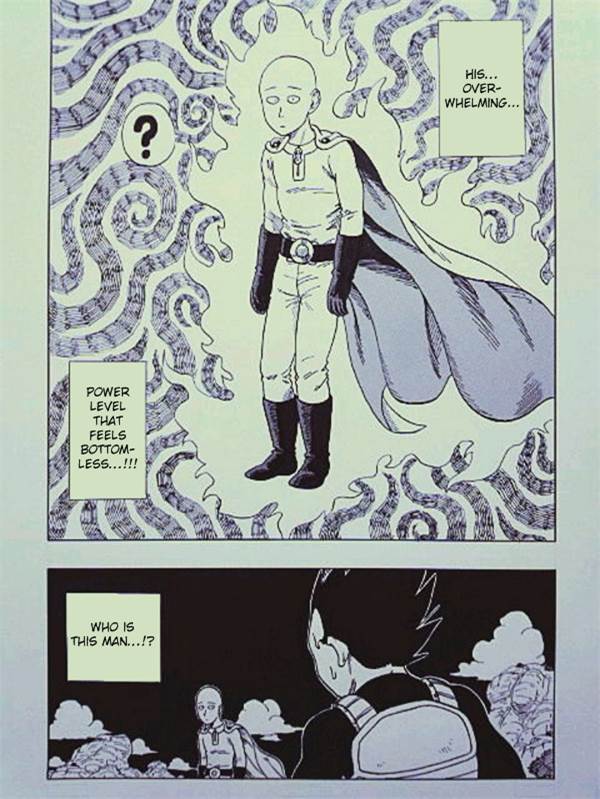 HIS...
OVER-
WHELMING...
?
POWER
LEVEL
THAT
FEELS
BOTTOM-
LESS...!!!
WHO IS
THIS MAN...!?